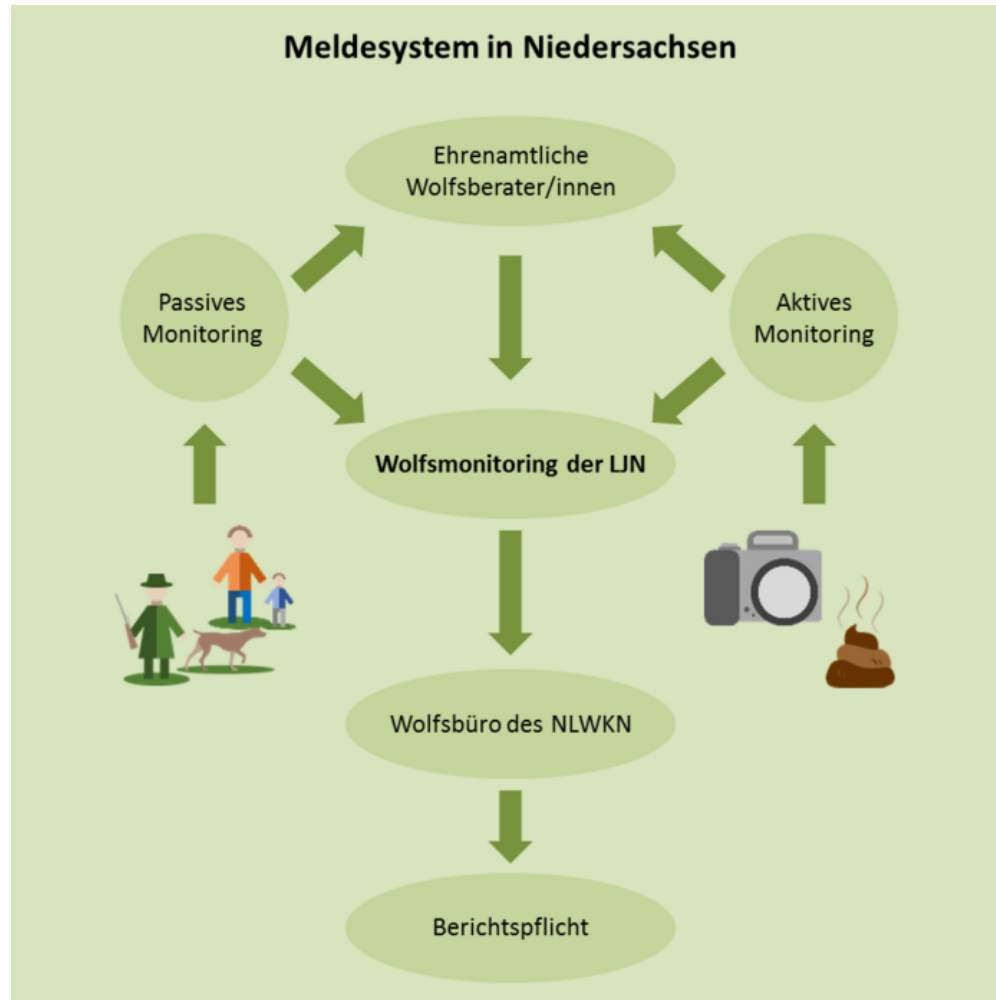 Meldesystem in Niedersachsen
Ehrenamtliche
Wolfsberater/innen
Passives
Monitoring
Aktives
Monitoring
Wolfsmonitoring der LJN
Wolfsbüro des NLWKN
Berichtspflicht